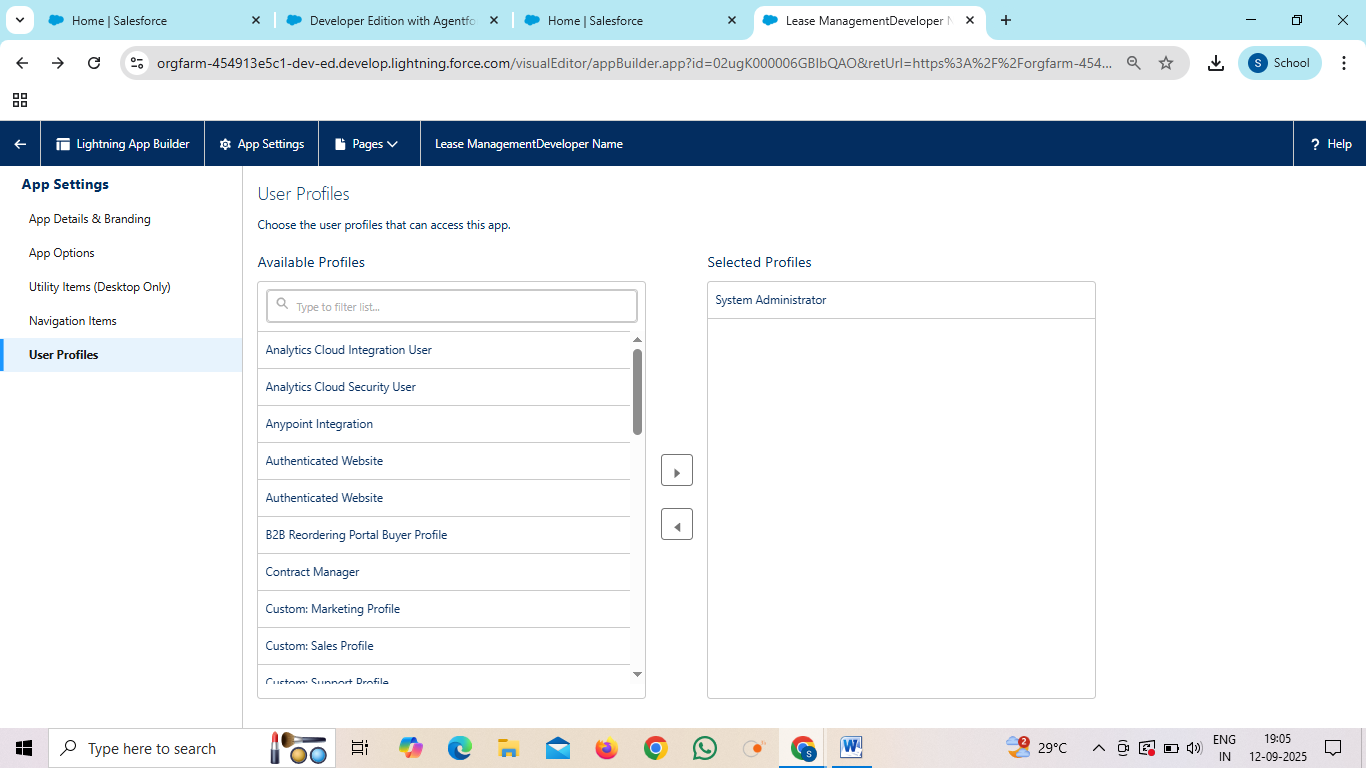 Home | Salesforce
Developer Edition with Agentfo
Home | Salesforce
Lease ManagementDeveloper N
orgfarm-454913e5c1-dev-ed.develop.lightning.force.com/visualEditor/appBuilder.app?id=02ugK000006GBIbQAO&retUrl=https%3A%2F%2Forgfarm-454...
S School
Lightning App Builder
App Settings
Pages
Lease ManagementDeveloper Name
? Help
App Settings
App Details & Branding
App Options
Utility Items (Desktop Only)
Navigation Items
User Profiles
User Profiles
Choose the user profiles that can access this app.
Available Profiles
Type to filter list...
Analytics Cloud Integration User
Analytics Cloud Security User
Anypoint Integration
Authenticated Website
Authenticated Website
B2B Reordering Portal Buyer Profile
Contract Manager
Custom: Marketing Profile
Custom: Sales Profile
Custom: Support Profile
Selected Profiles
System Administrator
Type here to search
2
29°C
ENG
IN
19:05
12-09-2025